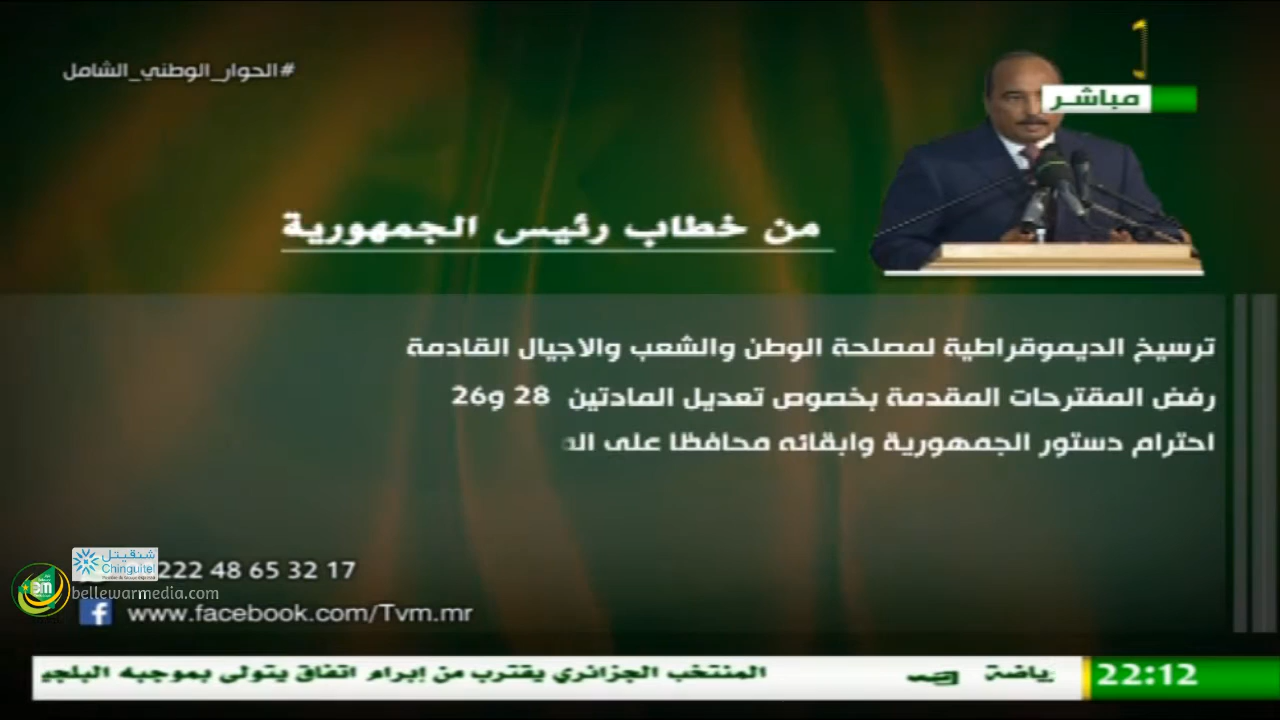 #الحوار_الوطني_الشامل
مباشر
من خطاب رئيس الجمهورية
ترسيخ الديموقراطية لمصلحة الوطن والشعب والاجيال القادمة
رفض المقترحات المقدمة بخصوص تعديل المادتين 28 و26
احترام دستور الجمهورية وابقائه محافظا على
شنقيتل
Chinguitel
222 48 65 32 17
bellewarmedia.com
www.facebook.com/Tvm.mr
22:12
رياضة
المنتخب الجزائري يقترب من إبرام اتفاق يتولى بموجبه البلجي